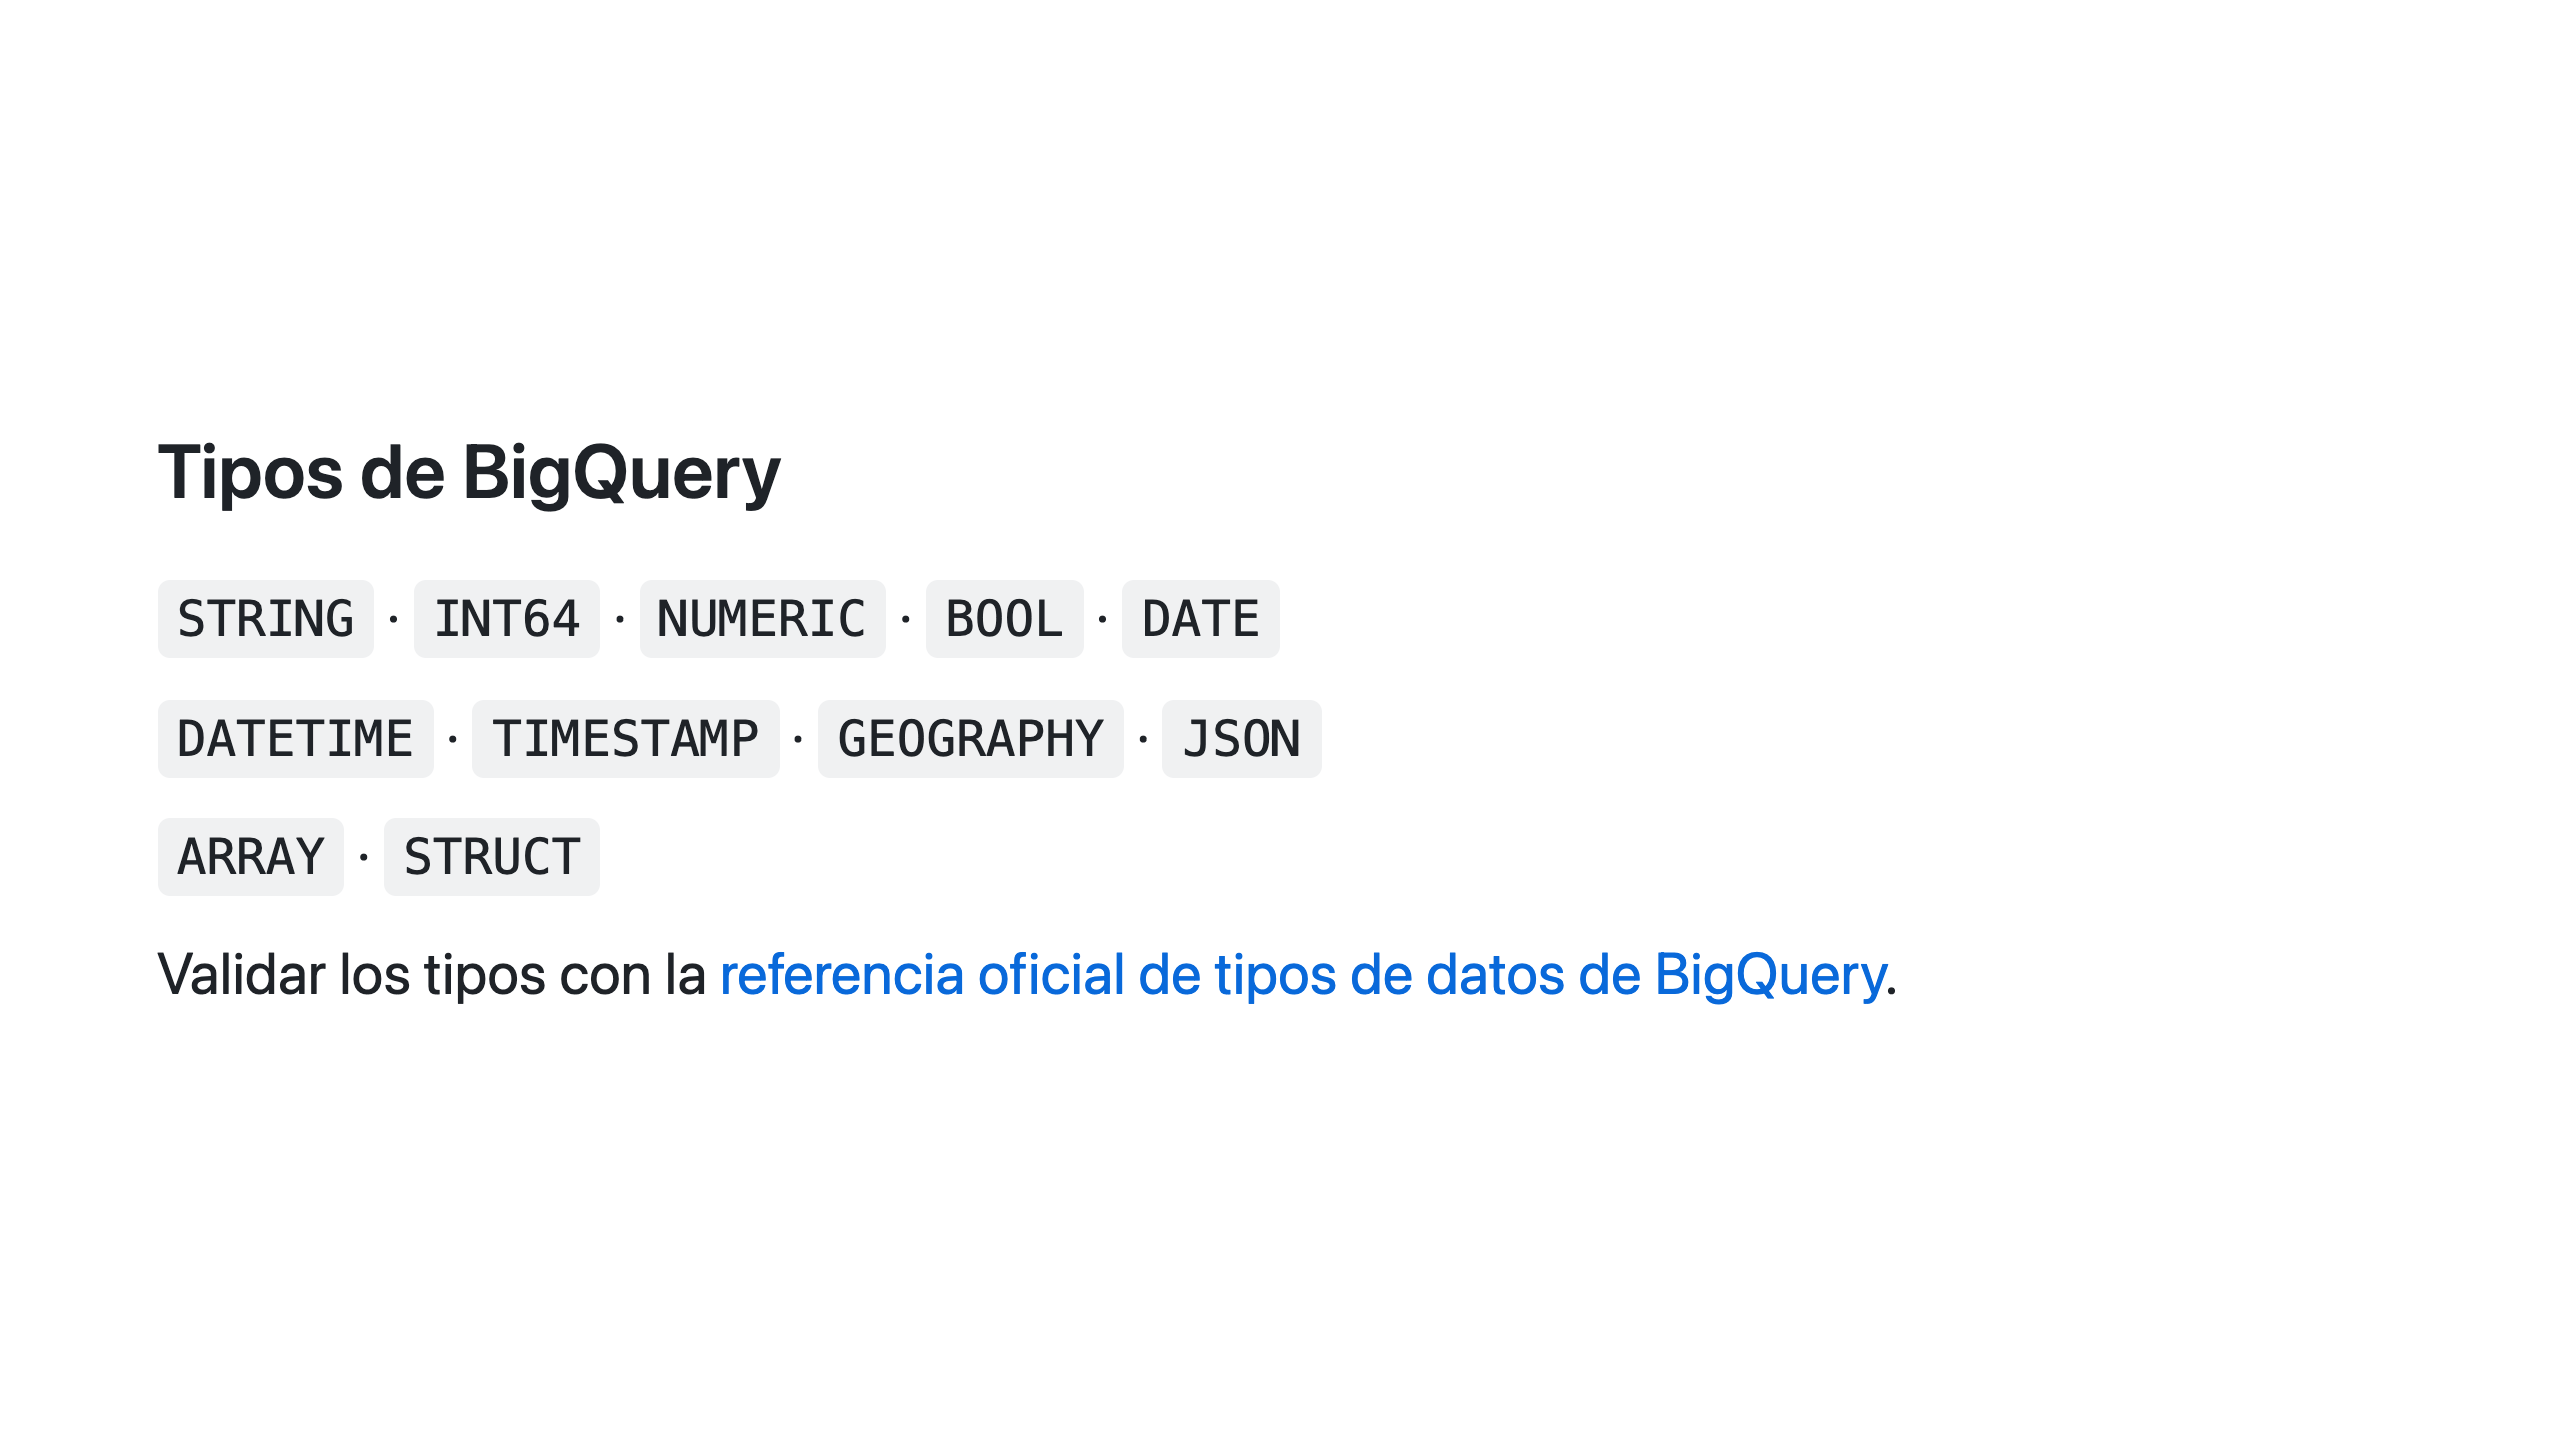 Tipos de BigQuery
STRING · INT64 · NUMERIC · BOOL · DATE
DATETIME · TIMESTAMP · GEOGRAPHY · JSON
ARRAY · STRUCT
Validar los tipos con la referencia oficial de tipos de datos de BigQuery.